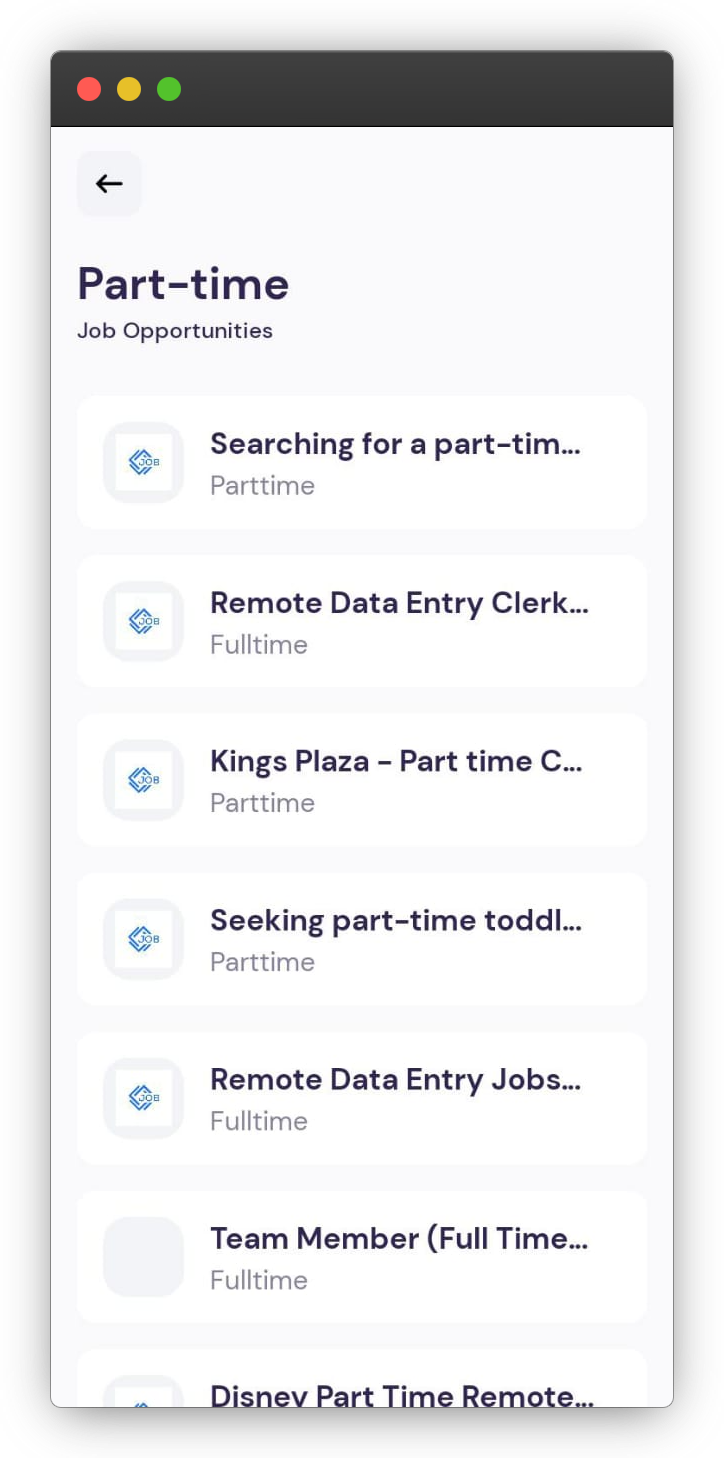 Part-time
Job Opportunities
JOB
Searching for a part-tim...
Parttime
JOB
Remote Data Entry Clerk...
Fulltime
JOB
Kings Plaza - Part time C...
Parttime
JOB
Seeking part-time toddl...
Parttime
JOB
Remote Data Entry Jobs...
Fulltime
Team Member (Full Time...
Fulltime
Disney Part Time Remote...